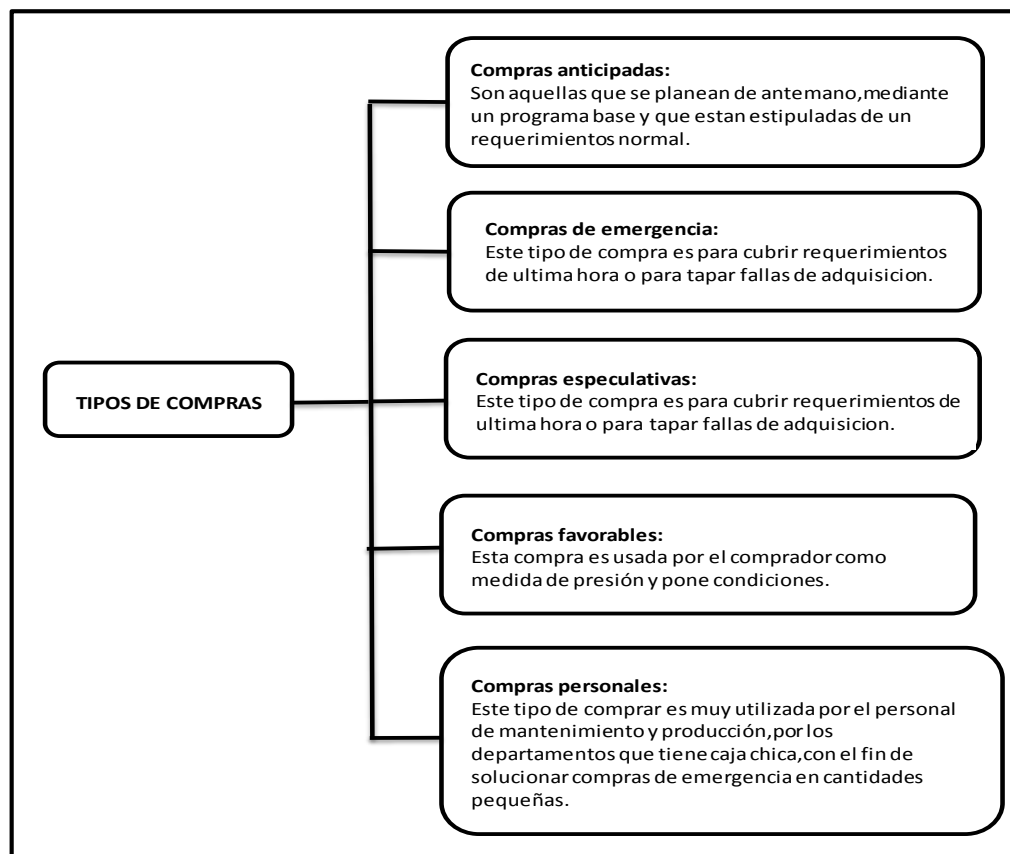 Compras anticipadas:
Son aquellas que se planean de antemano,mediante
un programa base y que estan estipuladas de un
requerimientos normal.
Compras de emergencia:
Este tipo de compra es para cubrir requerimientos
de ultima hora o para tapar fallas de adquisicion.
TIPOS DE COMPRAS
Compras especulativas:
Este tipo de compra es para cubrir requerimientos de
ultima hora o para tapar fallas de adquisicion.
Compras favorables:
Esta compra es usada por el comprador como
medida de presión y pone condiciones.
Compras personales:
Este tipo de comprar es muy utilizada por el personal
de mantenimiento y producción,por los
departamentos que tiene caja chica,con el fin de
solucionar compras de emergencia en cantidades
pequeñas.